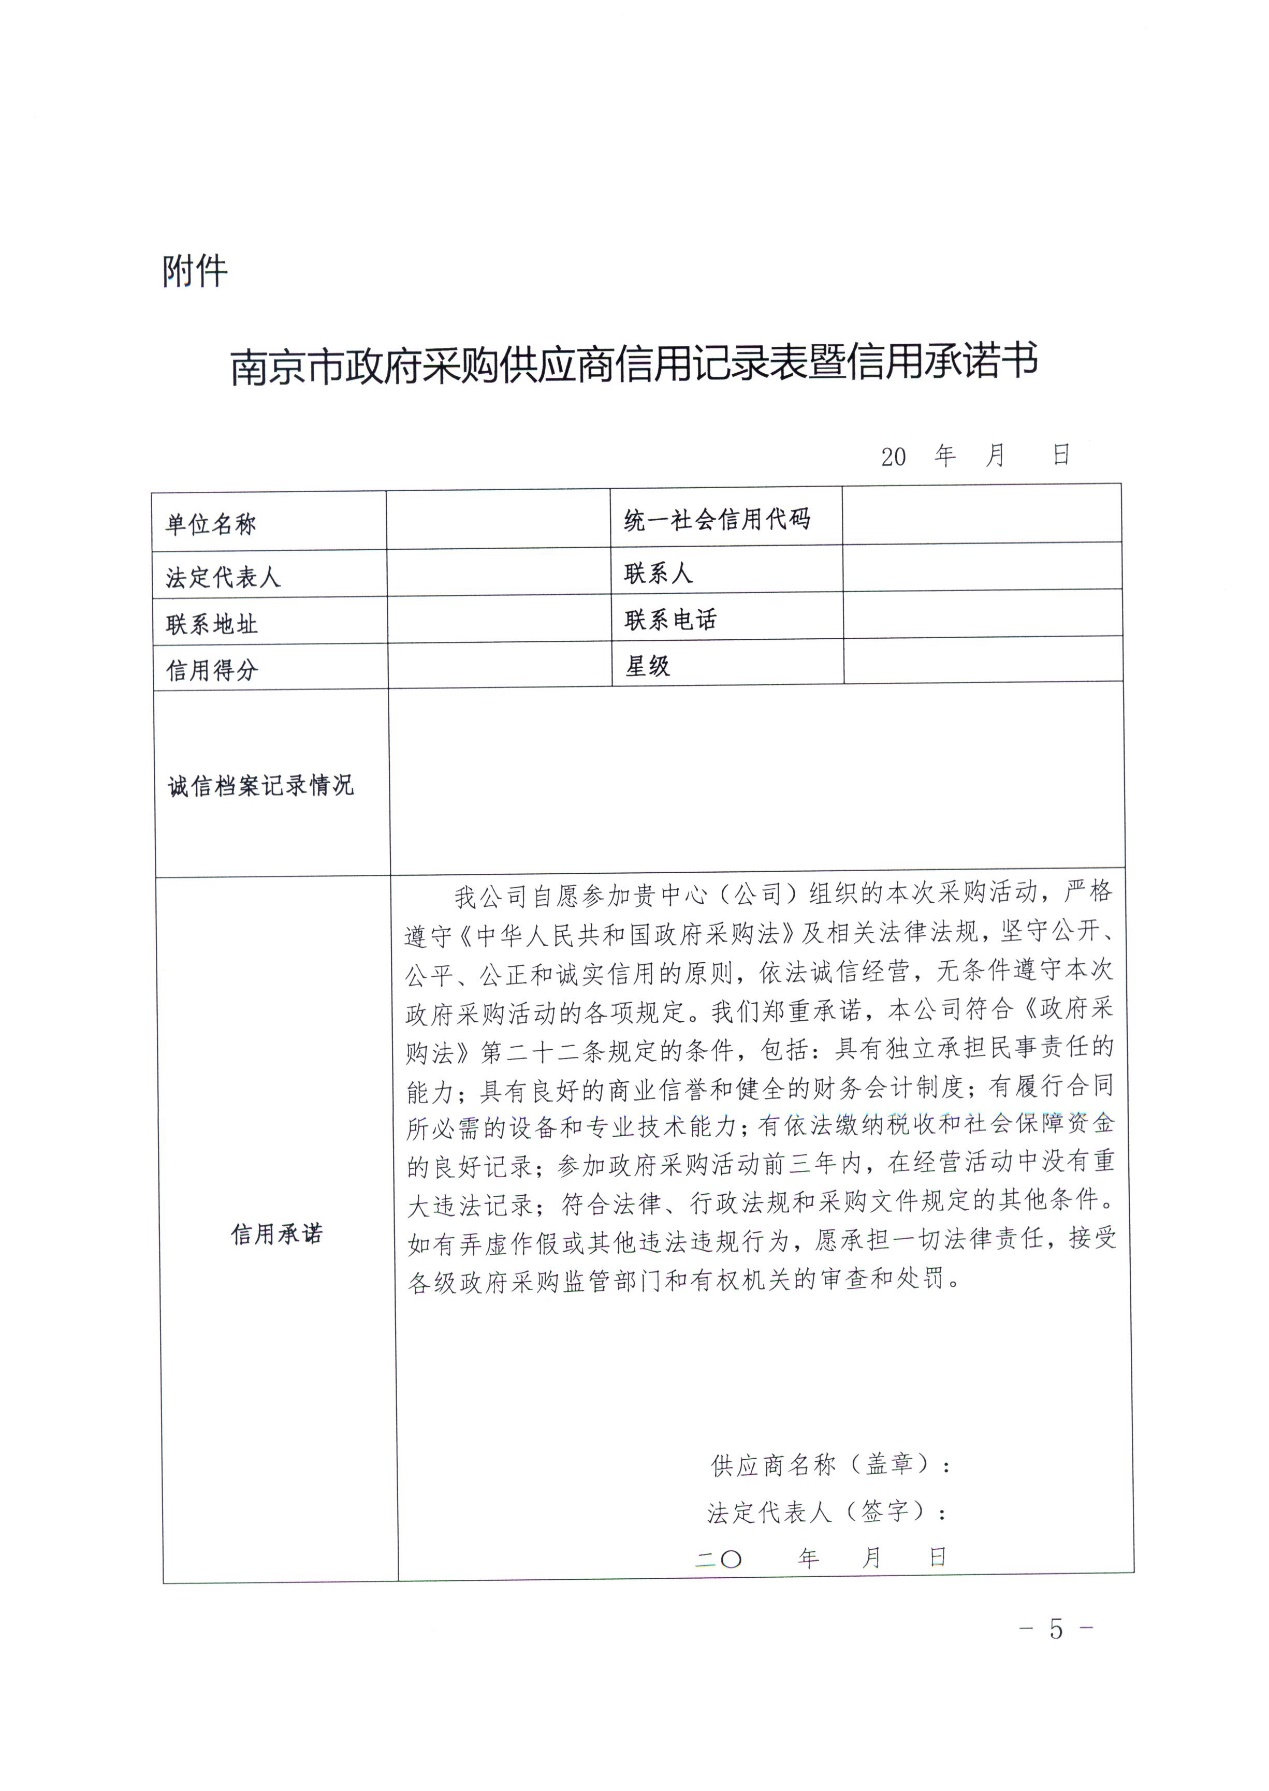 附件
南京市政府采购供应商信用记录表暨信用承诺书
20 年 月 日
单位名称 统一社会信用代码
法定代表人 联系人
联系地址 联系电话
信用得分 星级
诚信档案记录情况
信用承诺
我公司自愿参加贵中心（公司）组织的本次采购活动，严格
遵守《中华人民共和国政府采购法》及相关法律法规，坚守公开、
公平、公正和诚实信用的原则，依法诚信经营，无条件遵守本次
政府采购活动的各项规定。我们郑重承诺，本公司符合《政府采
购法》第二十二条规定的条件，包括：具有独立承担民事责任的
能力；具有良好的商业信誉和健全的财务会计制度；有履行合同
所必需的设备和专业技术能力；有依法缴纳税收和社会保障资金
的良好记录；参加政府采购活动前三年内，在经营活动中没有重
大违法记录；符合法律、行政法规和采购文件规定的其他条件。
如有弄虚作假或其他违法违规行为，愿承担一切法律责任，接受
各级政府采购监管部门和有权机关的审查和处罚。
供应商名称（盖章）：
法定代表人（签字）：
二〇 年 月 日
- 5 -